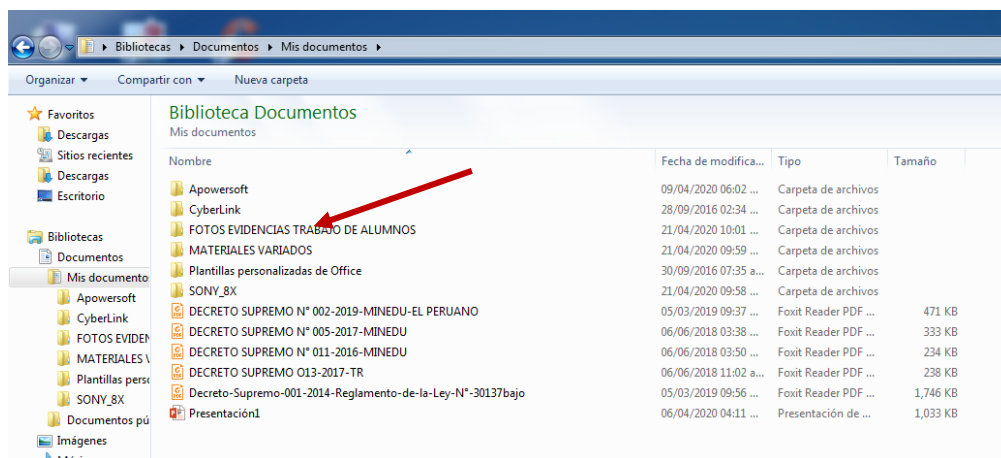 Bibliotecas ▸ Documentos ▸ Mis documentos ▸
Organizar Compartir con Nueva carpeta
Favoritos
Descargas
Sitios recientes
Descargas
Escritorio
Bibliotecas
Documentos
Mis documento
Apowersoft
CyberLink
FOTOS EVIDEN
MATERIALES V
Plantillas perso
SONY_8X
Documentos pú
Imágenes
Biblioteca Documentos
Mis documentos
Nombre Fecha de modifica... Tipo Tamaño
Apowersoft 09/04/2020 06:02 ... Carpeta de archivos
CyberLink 28/09/2016 02:34 ... Carpeta de archivos
FOTOS EVIDENCIAS TRABAJO DE ALUMNOS 21/04/2020 10:01 ... Carpeta de archivos
MATERIALES VARIADOS 21/04/2020 09:59 ... Carpeta de archivos
Plantillas personalizadas de Office 30/09/2016 07:35 a... Carpeta de archivos
SONY_8X 21/04/2020 09:58 ... Carpeta de archivos
DECRETO SUPREMO N° 002-2019-MINEDU-EL PERUANO 05/03/2019 09:37 ... Foxit Reader PDF ... 471 KB
DECRETO SUPREMO N° 005-2017-MINEDU 06/06/2018 03:38 ... Foxit Reader PDF ... 333 KB
DECRETO SUPREMO N° 011-2016-MINEDU 06/06/2018 03:50 ... Foxit Reader PDF ... 234 KB
DECRETO SUPREMO O13-2017-TR 06/06/2018 11:02 a... Foxit Reader PDF ... 238 KB
Decreto-Supremo-001-2014-Reglamento-de-la-Ley-N°-30137bajo 05/03/2019 09:56 ... Foxit Reader PDF ... 1,746 KB
Presentación1 06/04/2020 04:11 ... Presentación de ... 1,033 KB